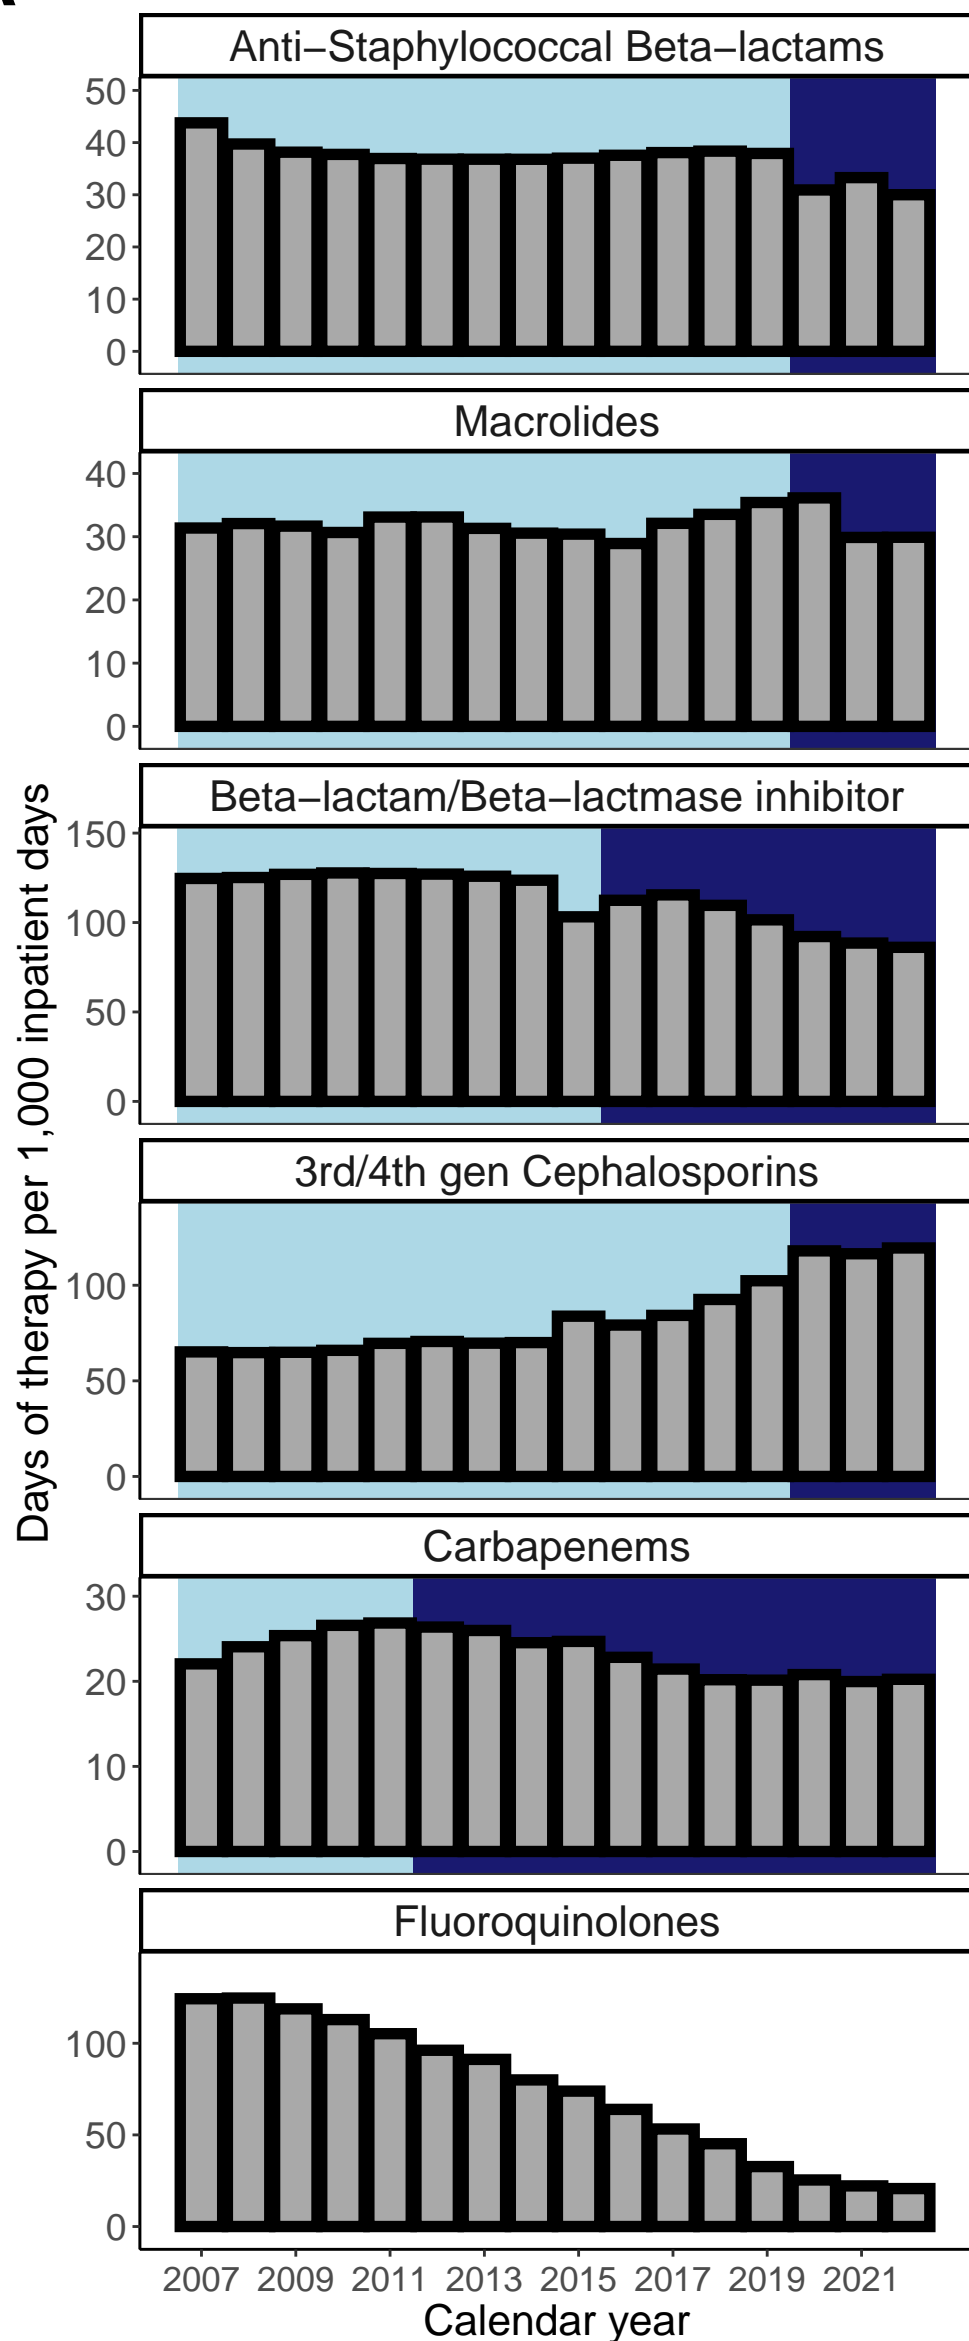 Anti−Staphylococcal Beta−lactams
50
40
30
20
10
0
Macrolides
40
30
20
10
0
Beta−lactam/Beta−lactmase inhibitor
150
100
50
0
3rd/4th gen Cephalosporins
100
50
0
Carbapenems
30
20
10
0
Fluoroquinolones
100
50
0
2007 2009 2011 2013 2015 2017 2019 2021
Calendar year
Days of therapy per 1,000 inpatient days